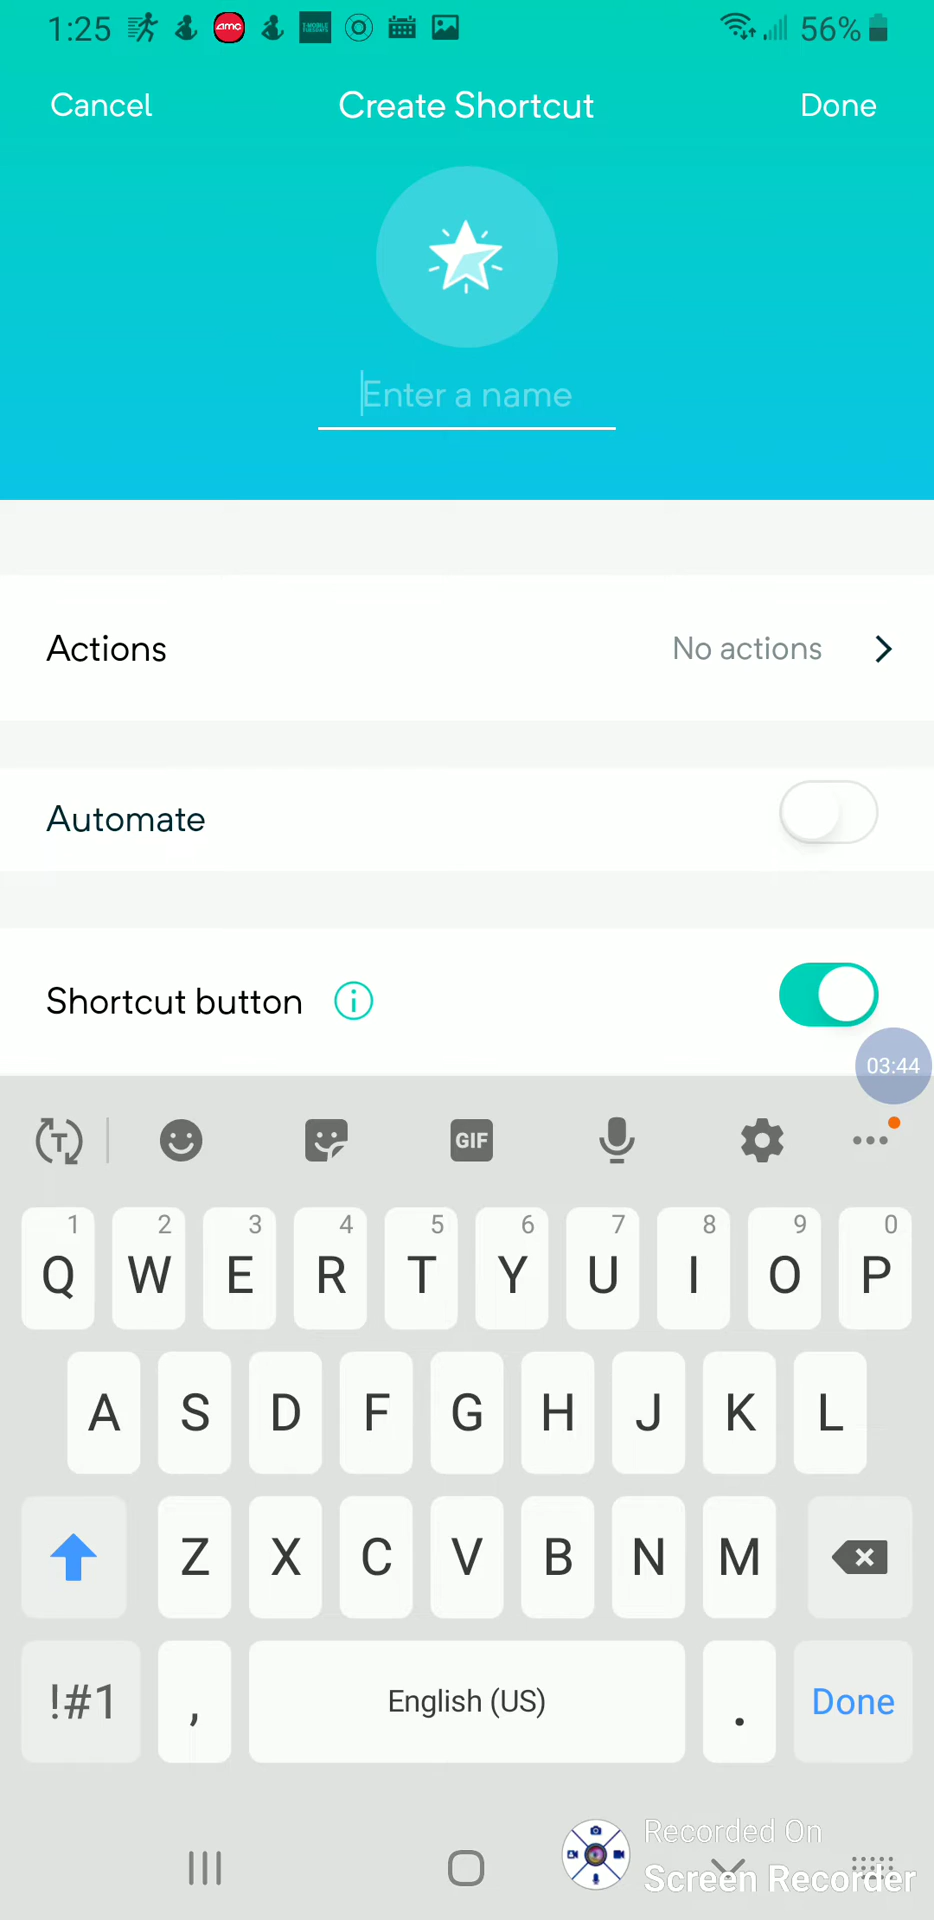 1:25 amc 56%
Cancel Create Shortcut Done
Enter a name
Actions No actions
Automate
Shortcut button i
03:44
T GIF
1 2 3 4 5 6 7 8 9 0
Q W E R T Y U I O P
A S D F G H J K L
Z X C V B N M
!#1 , English (US) . Done
Recorded On
Screen Recorder